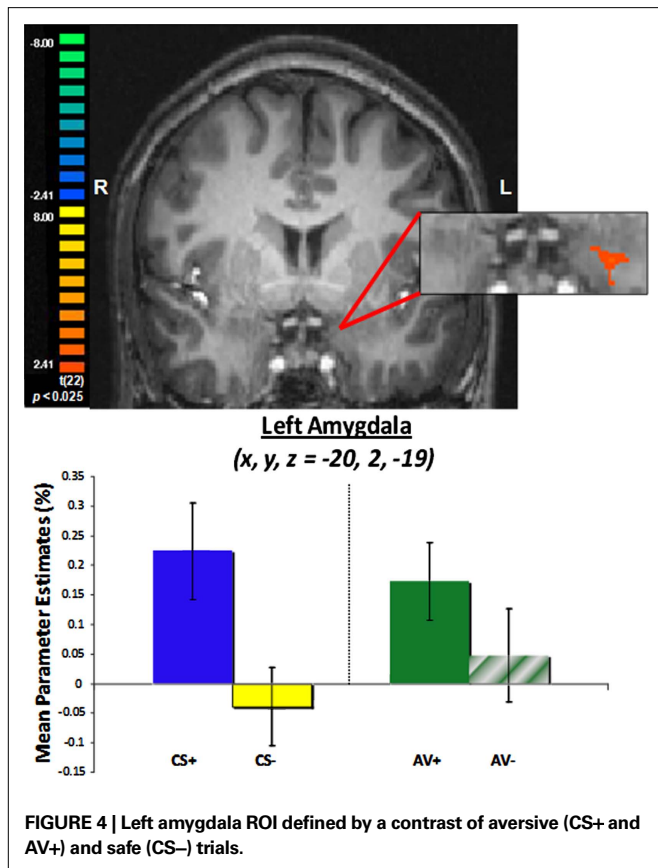 -8.00
-2.41
8.00
2.41
t(22)
p < 0.025
R
L
Left Amygdala
(x, y, z = -20, 2, -19)
Mean Parameter Estimates (%)
0.35
0.3
0.25
0.2
0.15
0.1
0.05
0
-0.05
-0.1
-0.15
CS+
CS-
AV+
AV-
FIGURE 4 | Left amygdala ROI defined by a contrast of aversive (CS+ and
AV+) and safe (CS−) trials.